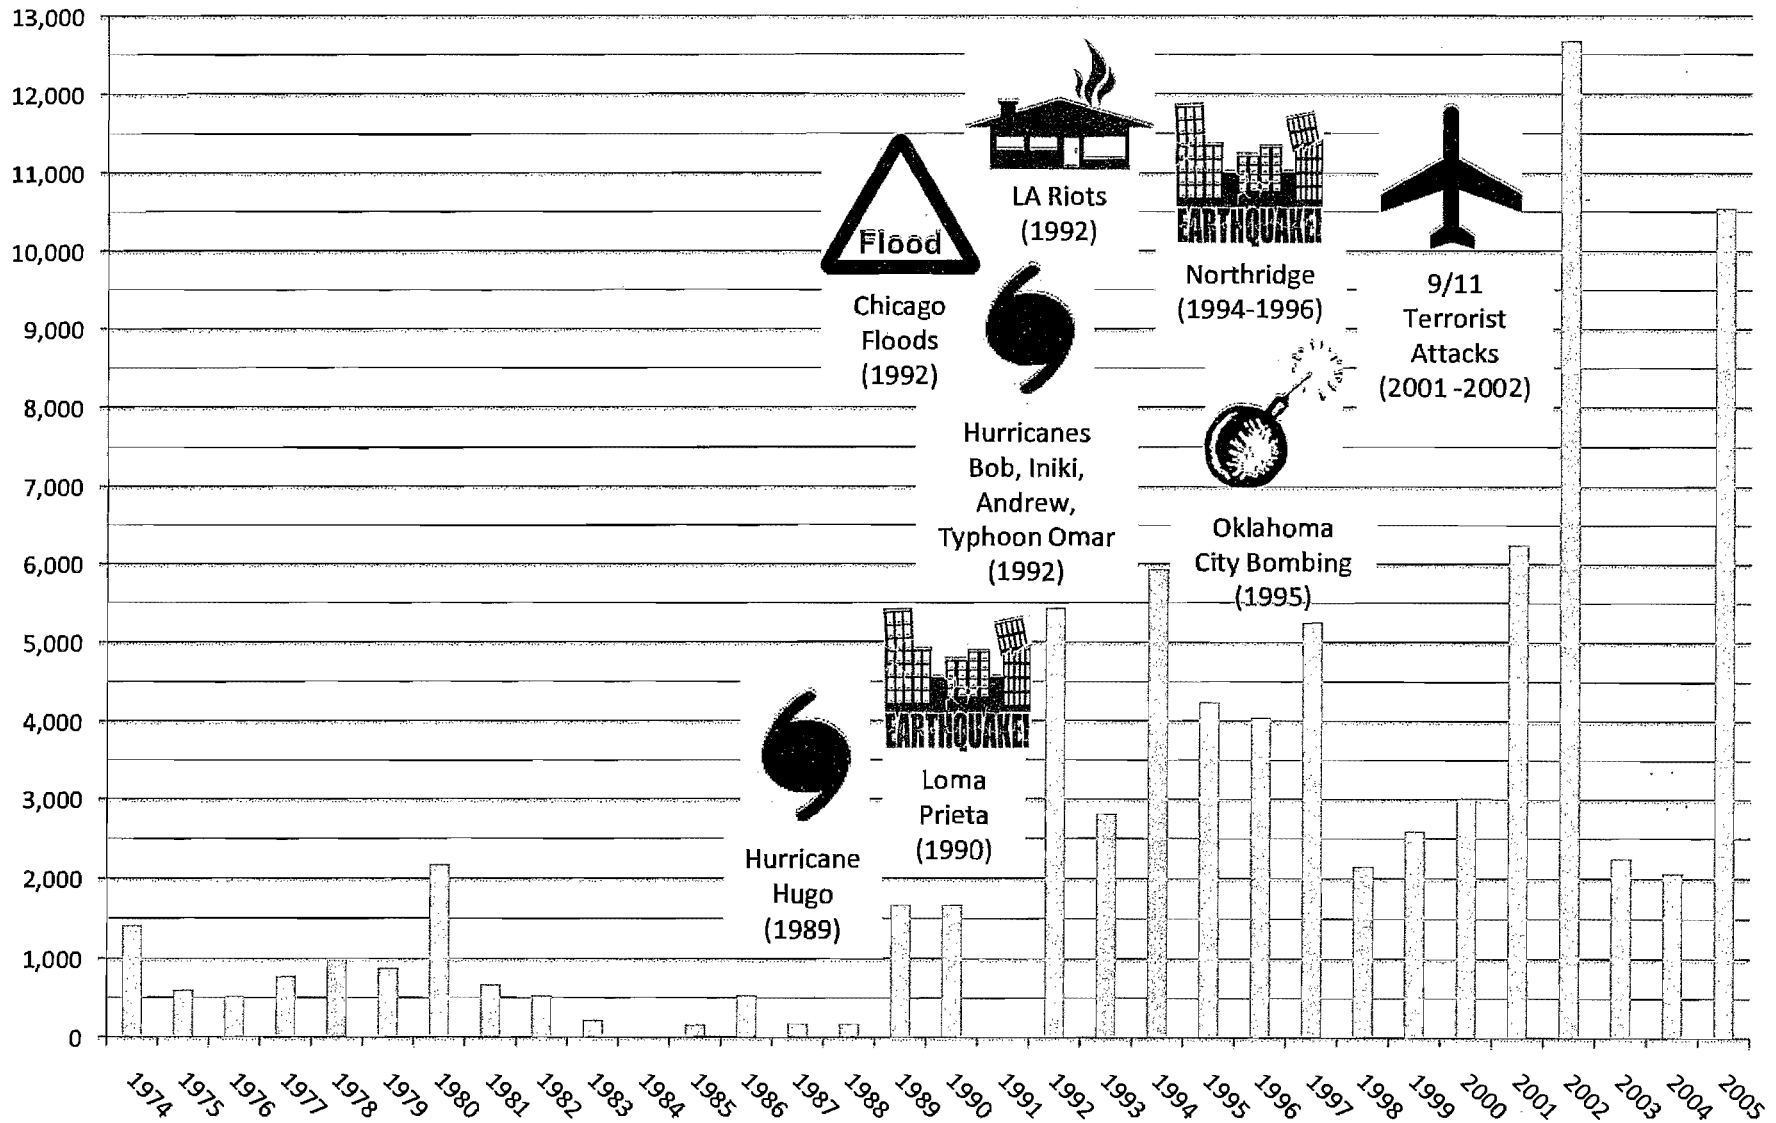 13,000
12,000
11,000
10,000
9,000
8,000
7,000
6,000
5,000
4,000
3,000
2,000
1,000
0
Flood
Chicago
Floods
(1992)
LA Riots
(1992)
Hurricanes
Bob, Iniki,
Andrew,
Typhoon Omar
(1992)
EARTHQUAKE!
Northridge
(1994-1996)
9/11
Terrorist
Attacks
(2001 -2002)
Oklahoma
City Bombing
(1995)
EARTHQUAKE!
Loma
Prieta
(1990)
Hurricane
Hugo
(1989)
1974
1975
1976
1977
1978
1979
1980
1981
1982
1983
1984
1985
1986
1987
1988
1989
1990
1991
1992
1993
1994
1995
1996
1997
1998
1999
2000
2001
2002
2003
2004
2005